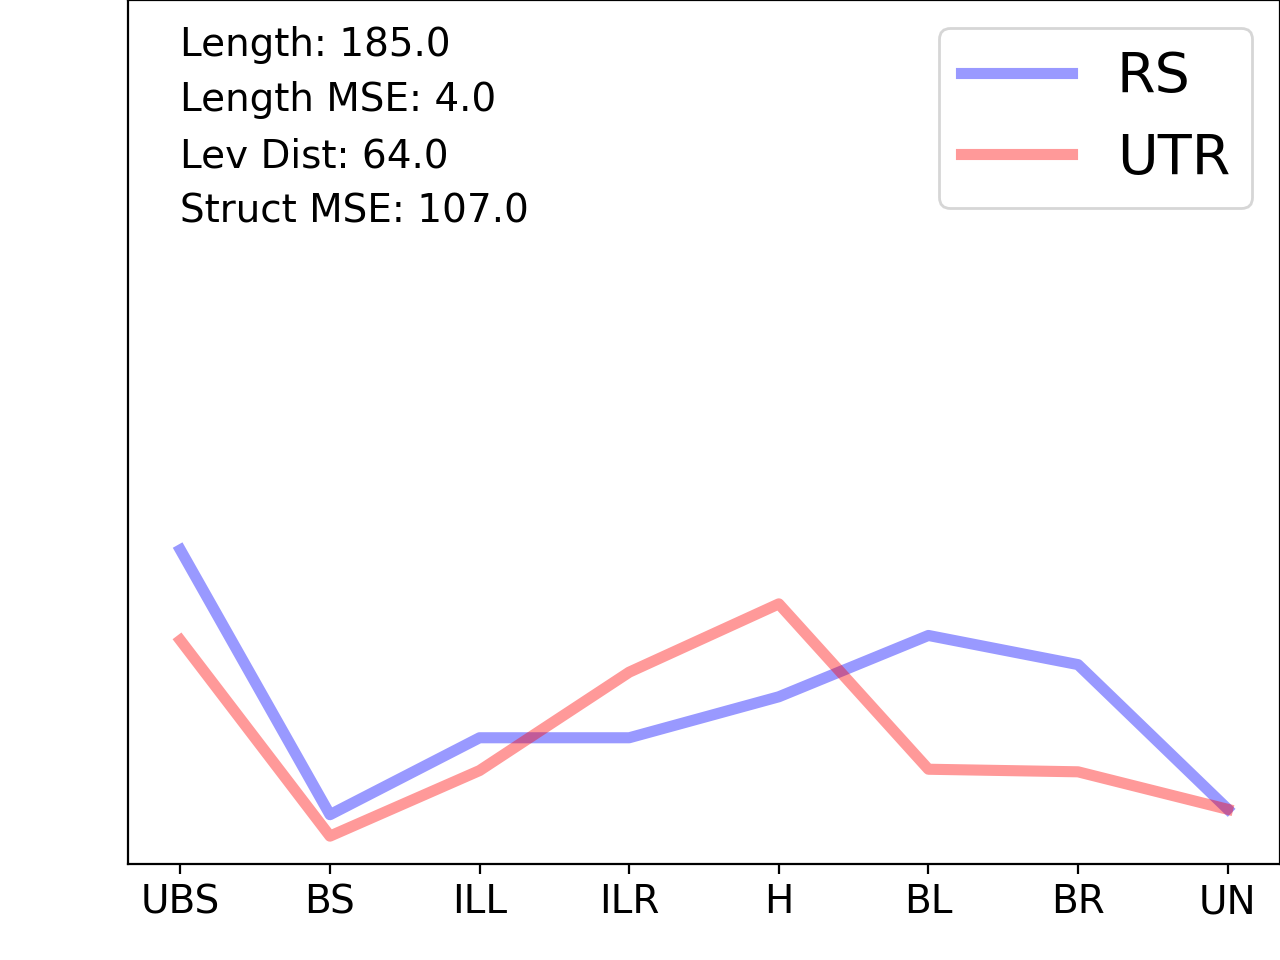 Length: 185.0
Length MSE: 4.0
Lev Dist: 64.0
Struct MSE: 107.0
RS
UTR
UBS BS ILL ILR H BL BR UN